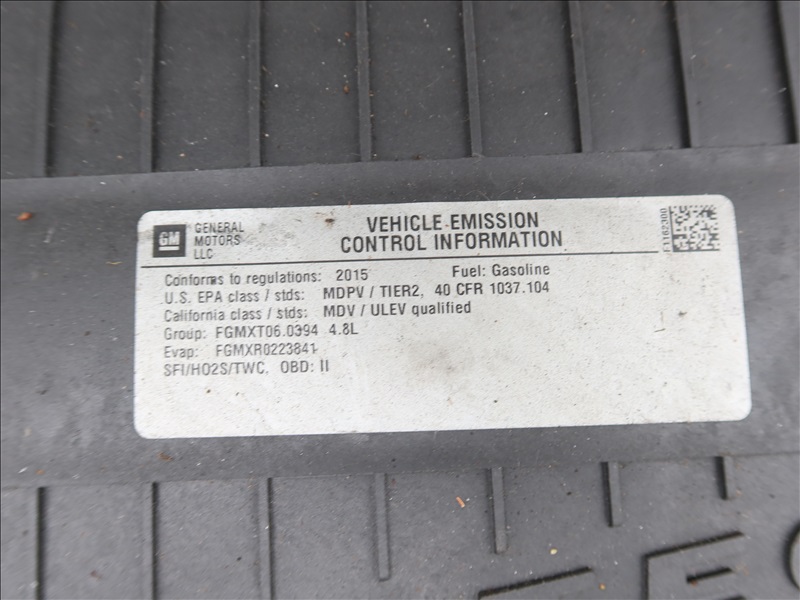 GM
GENERAL
MOTORS
LLC
VEHICLE EMISSION
CONTROL INFORMATION
F1162300
Conforms to regulations: 2015 Fuel: Gasoline
U.S. EPA class / stds: MDPV / TIER2, 40 CFR 1037.104
California class / stds: MDV / ULEV qualified
Group: FGMXT06.0394 4.8L
Evap: FGMXR0223841
SFI/HO2S/TWC, OBD: II